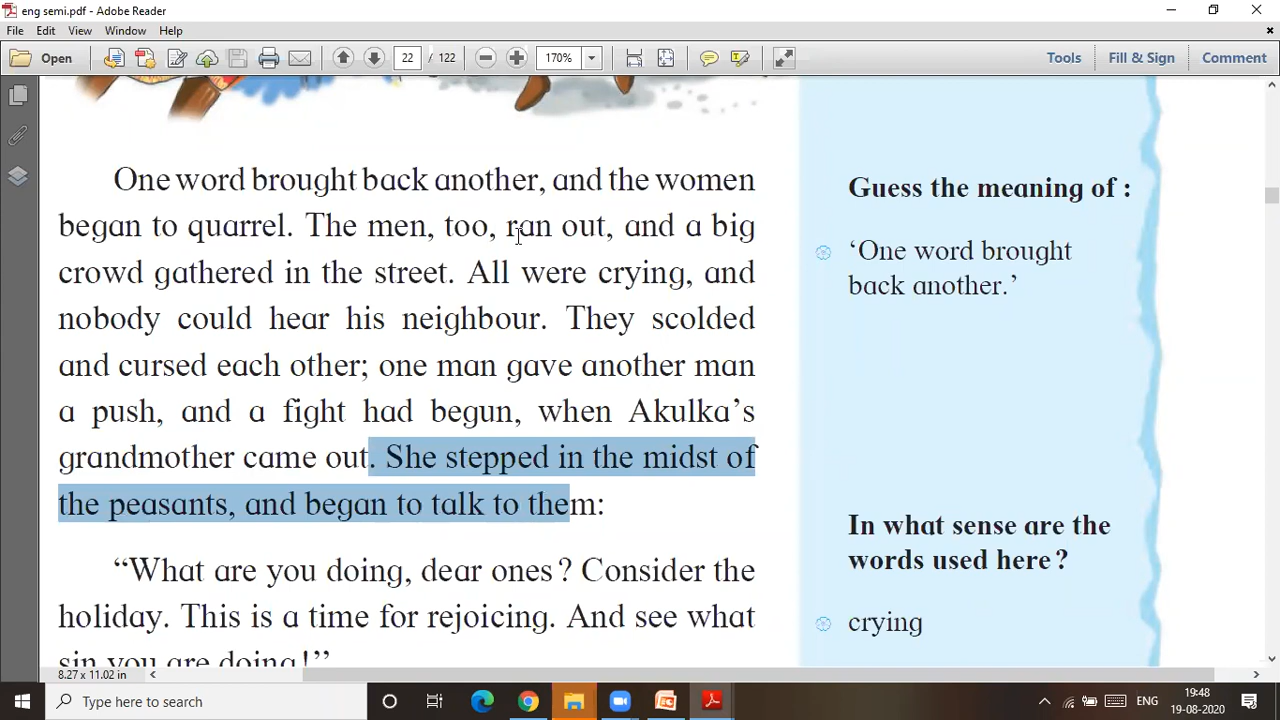 eng semi.pdf - Adobe Reader
File Edit View Window Help
Open 22 / 122 170% Tools Fill & Sign Comment
One word brought back another, and the women
began to quarrel. The men, too, ran out, and a big
crowd gathered in the street. All were crying, and
nobody could hear his neighbour. They scolded
and cursed each other; one man gave another man
a push, and a fight had begun, when Akulka's
grandmother came out. She stepped in the midst of
the peasants, and began to talk to them:
“What are you doing, dear ones ? Consider the
holiday. This is a time for rejoicing. And see what
sin you are doing!”
Guess the meaning of :
‘One word brought
back another.’
In what sense are the
words used here ?
crying
8.27 x 11.02 in
Type here to search
ENG
19:48
19-08-2020